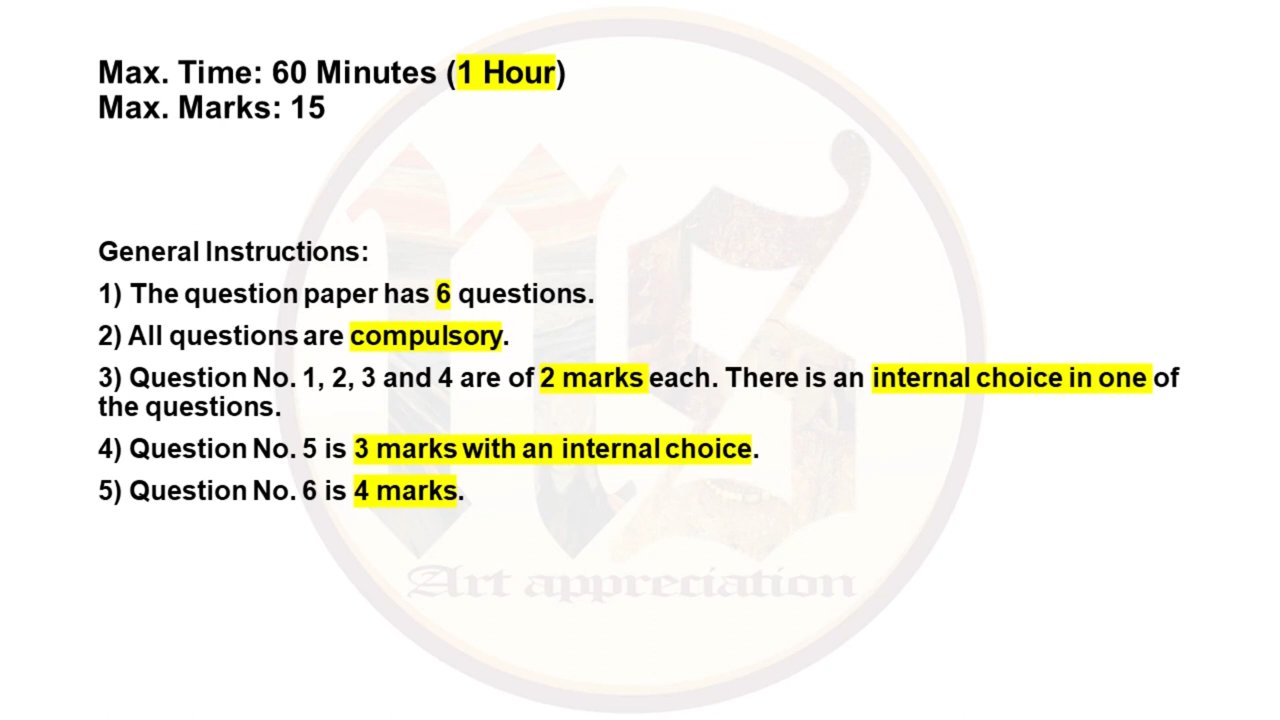 Max. Time: 60 Minutes (1 Hour)
Max. Marks: 15
General Instructions:
1) The question paper has 6 questions.
2) All questions are compulsory.
3) Question No. 1, 2, 3 and 4 are of 2 marks each. There is an internal choice in one of
the questions.
4) Question No. 5 is 3 marks with an internal choice.
5) Question No. 6 is 4 marks.
nS
Art appreciation